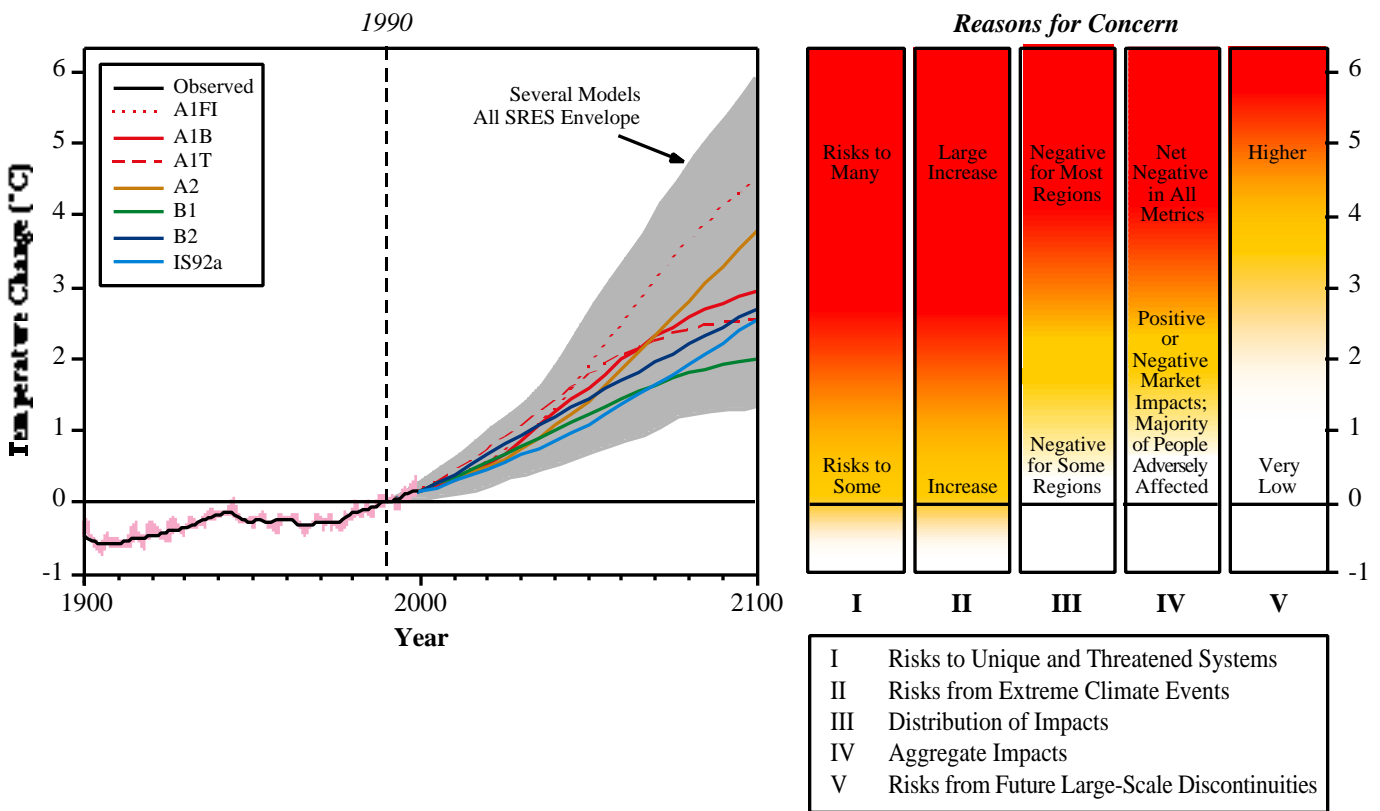 1990
Reasons for Concern
Temperature Change (°C)
6
5
4
3
2
1
0
-1
Observed
A1FI
A1B
A1T
A2
B1
B2
IS92a
Several Models
All SRES Envelope
1900
2000
2100
Year
Risks to
Many
Risks to
Some
Large
Increase
Increase
Negative
for Most
Regions
Negative
for Some
Regions
Net
Negative
in All
Metrics
Positive
or
Negative
Market
Impacts;
Majority
of People
Adversely
Affected
Higher
Very
Low
6
5
4
3
2
1
0
-1
I
II
III
IV
V
I Risks to Unique and Threatened Systems
II Risks from Extreme Climate Events
III Distribution of Impacts
IV Aggregate Impacts
V Risks from Future Large-Scale Discontinuities